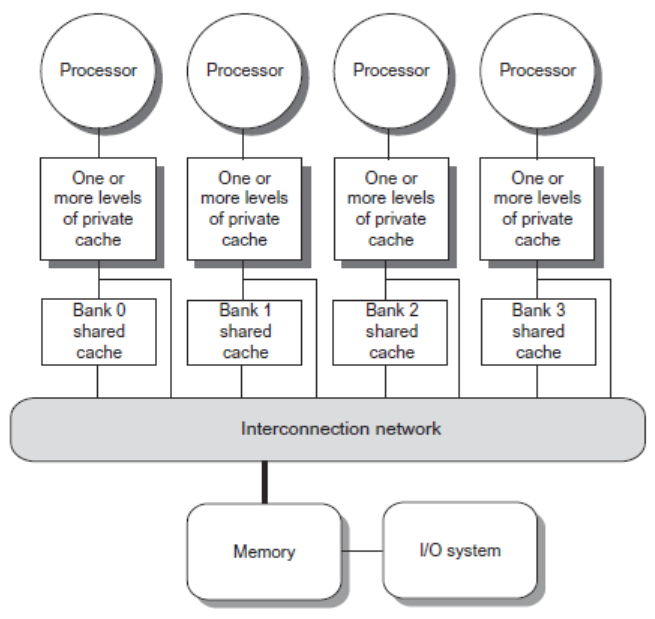 Processor
Processor
Processor
Processor
One or
more levels
of private
cache
One or
more levels
of private
cache
One or
more levels
of private
cache
One or
more levels
of private
cache
Bank 0
shared
cache
Bank 1
shared
cache
Bank 2
shared
cache
Bank 3
shared
cache
Interconnection network
Memory
I/O system